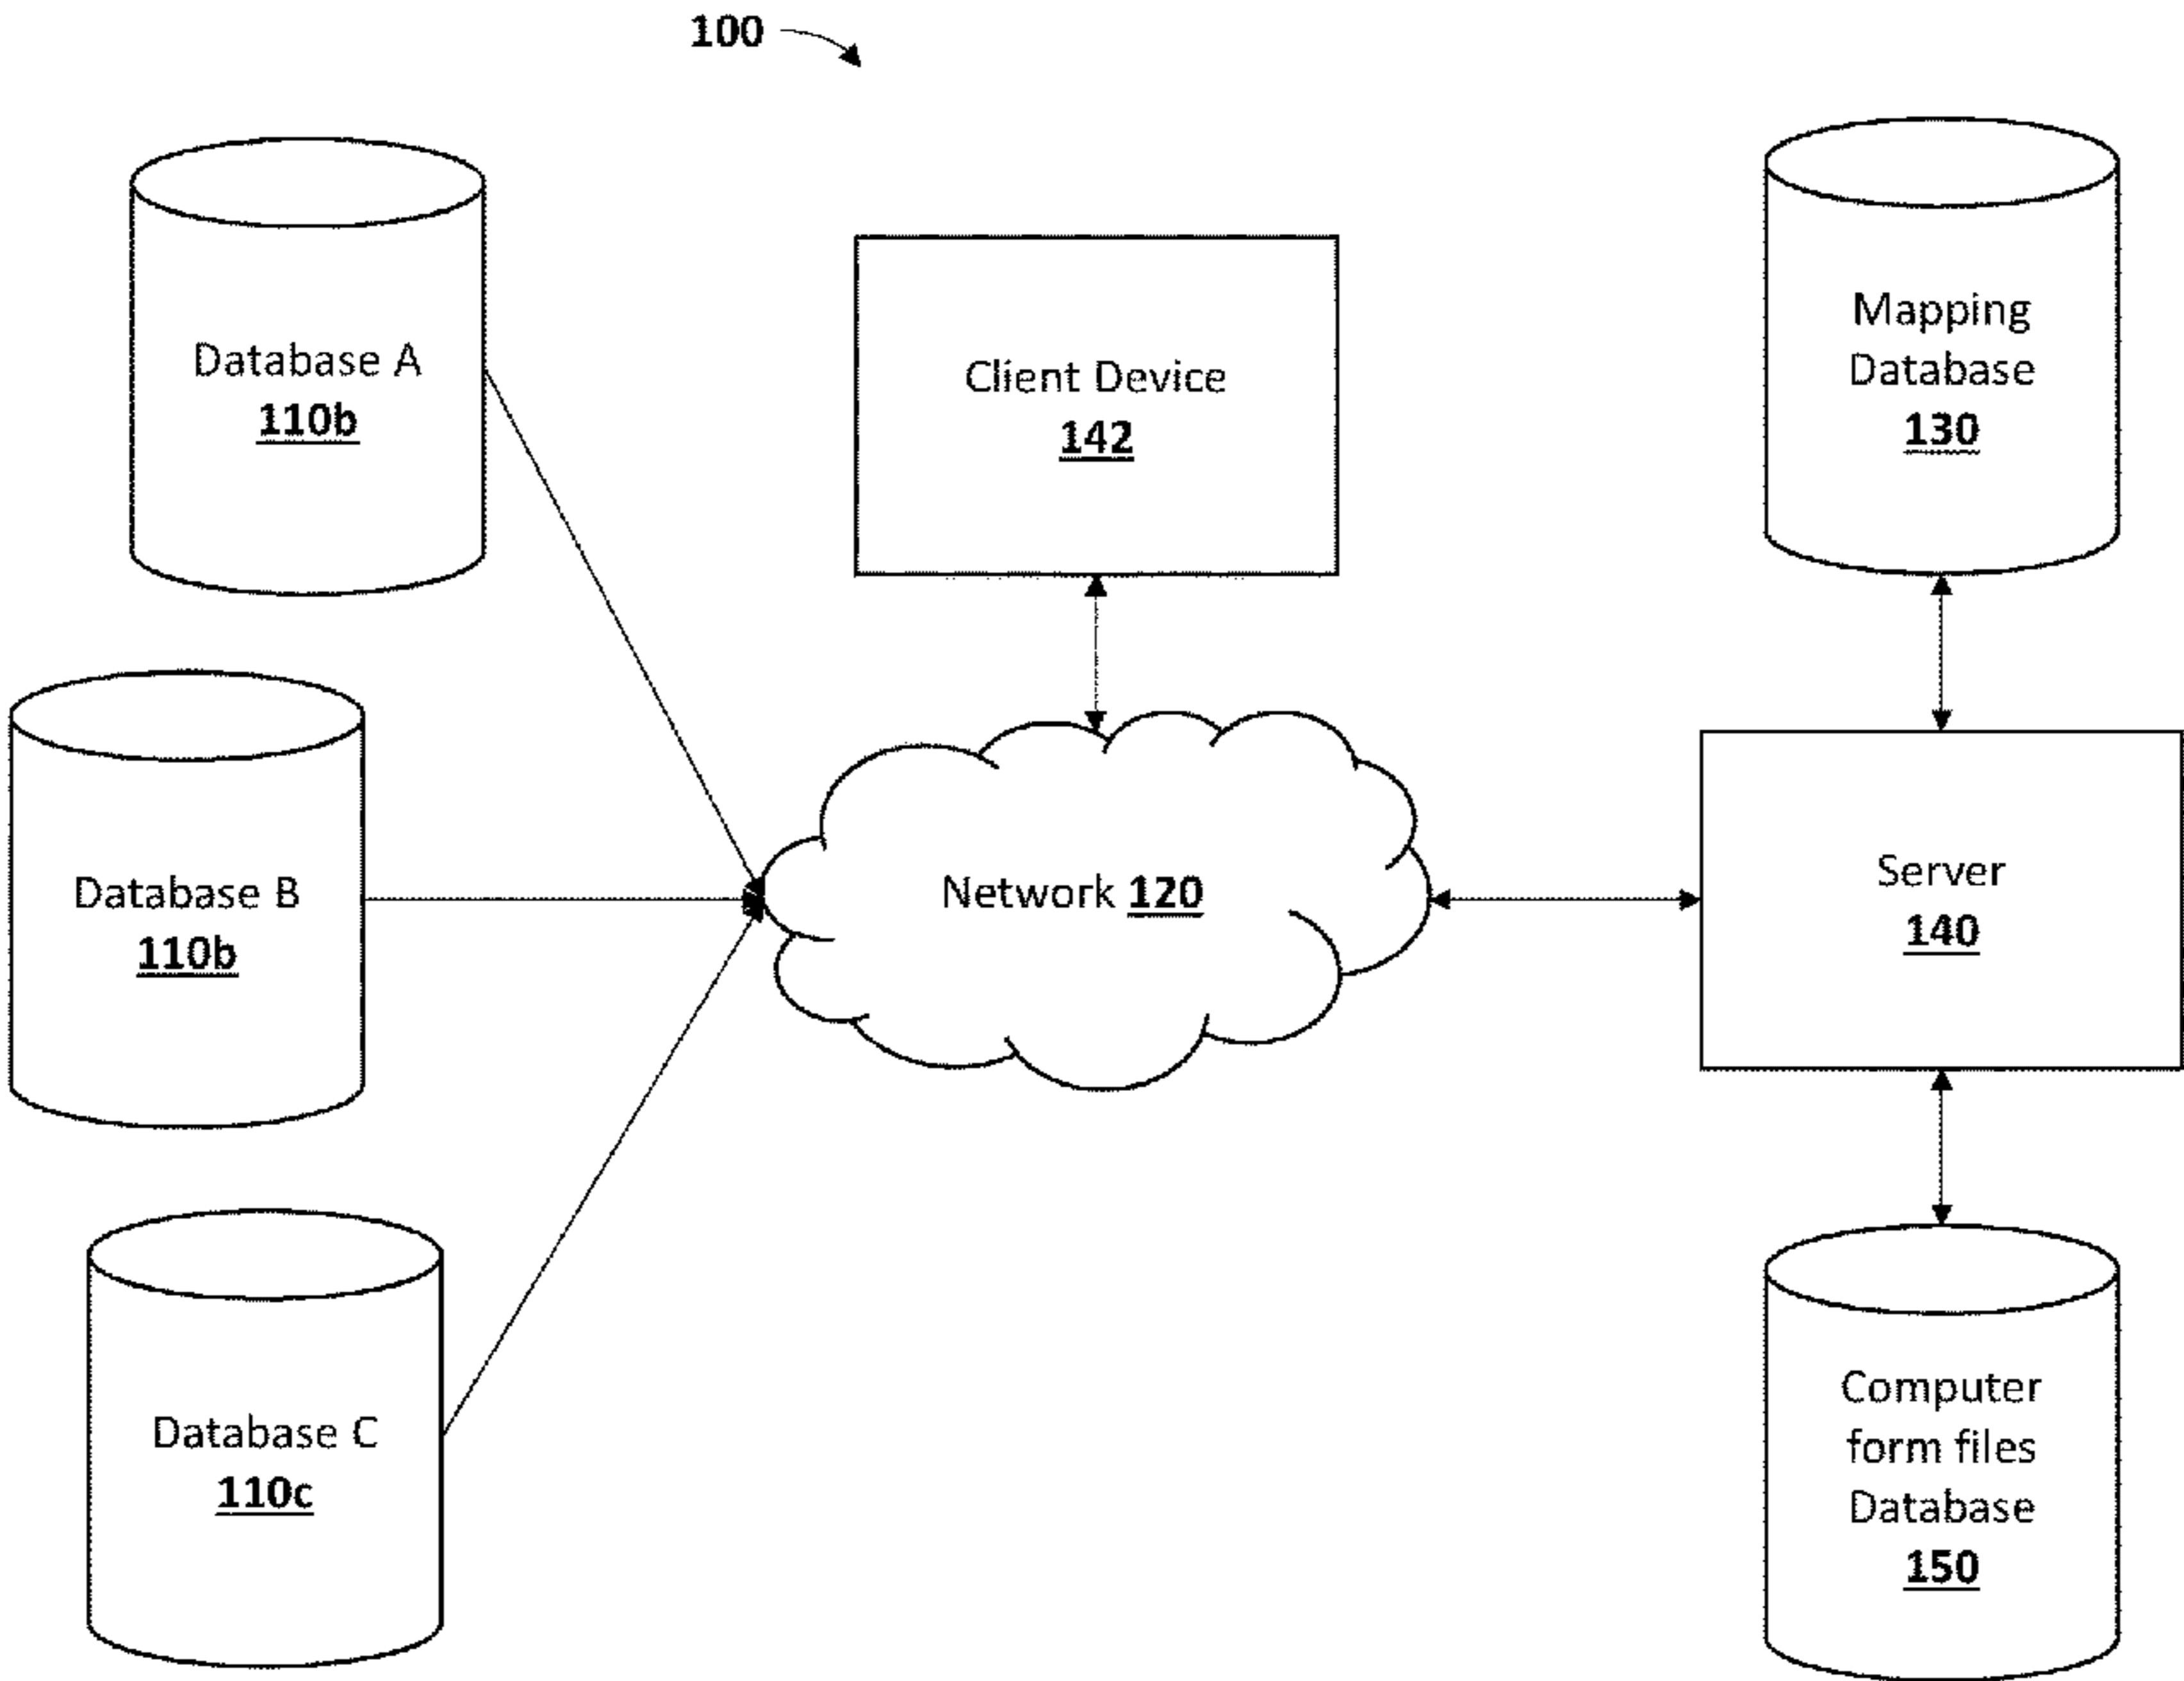 100
Database A
110b
Client Device
142
Mapping
Database
130
Database B
110b
Network 120
Server
140
Database C
110c
Computer
form files
Database
150